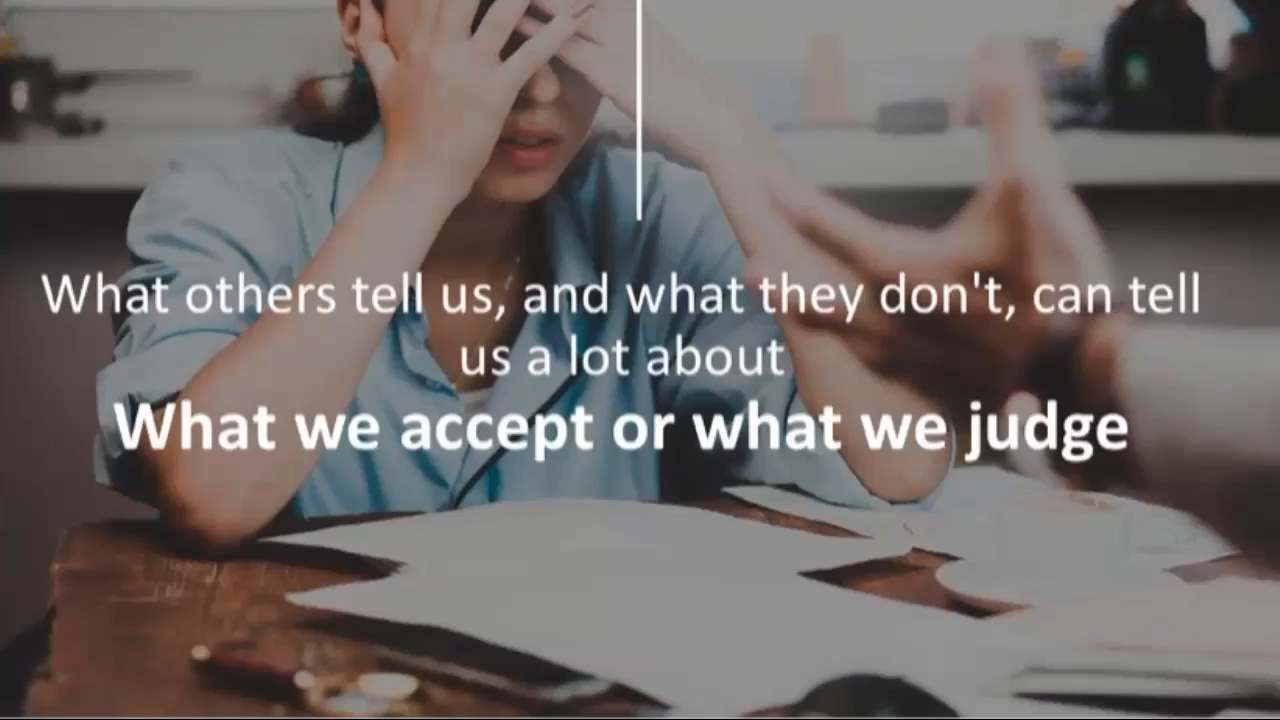 What others tell us, and what they don't, can tell
us a lot about
What we accept or what we judge